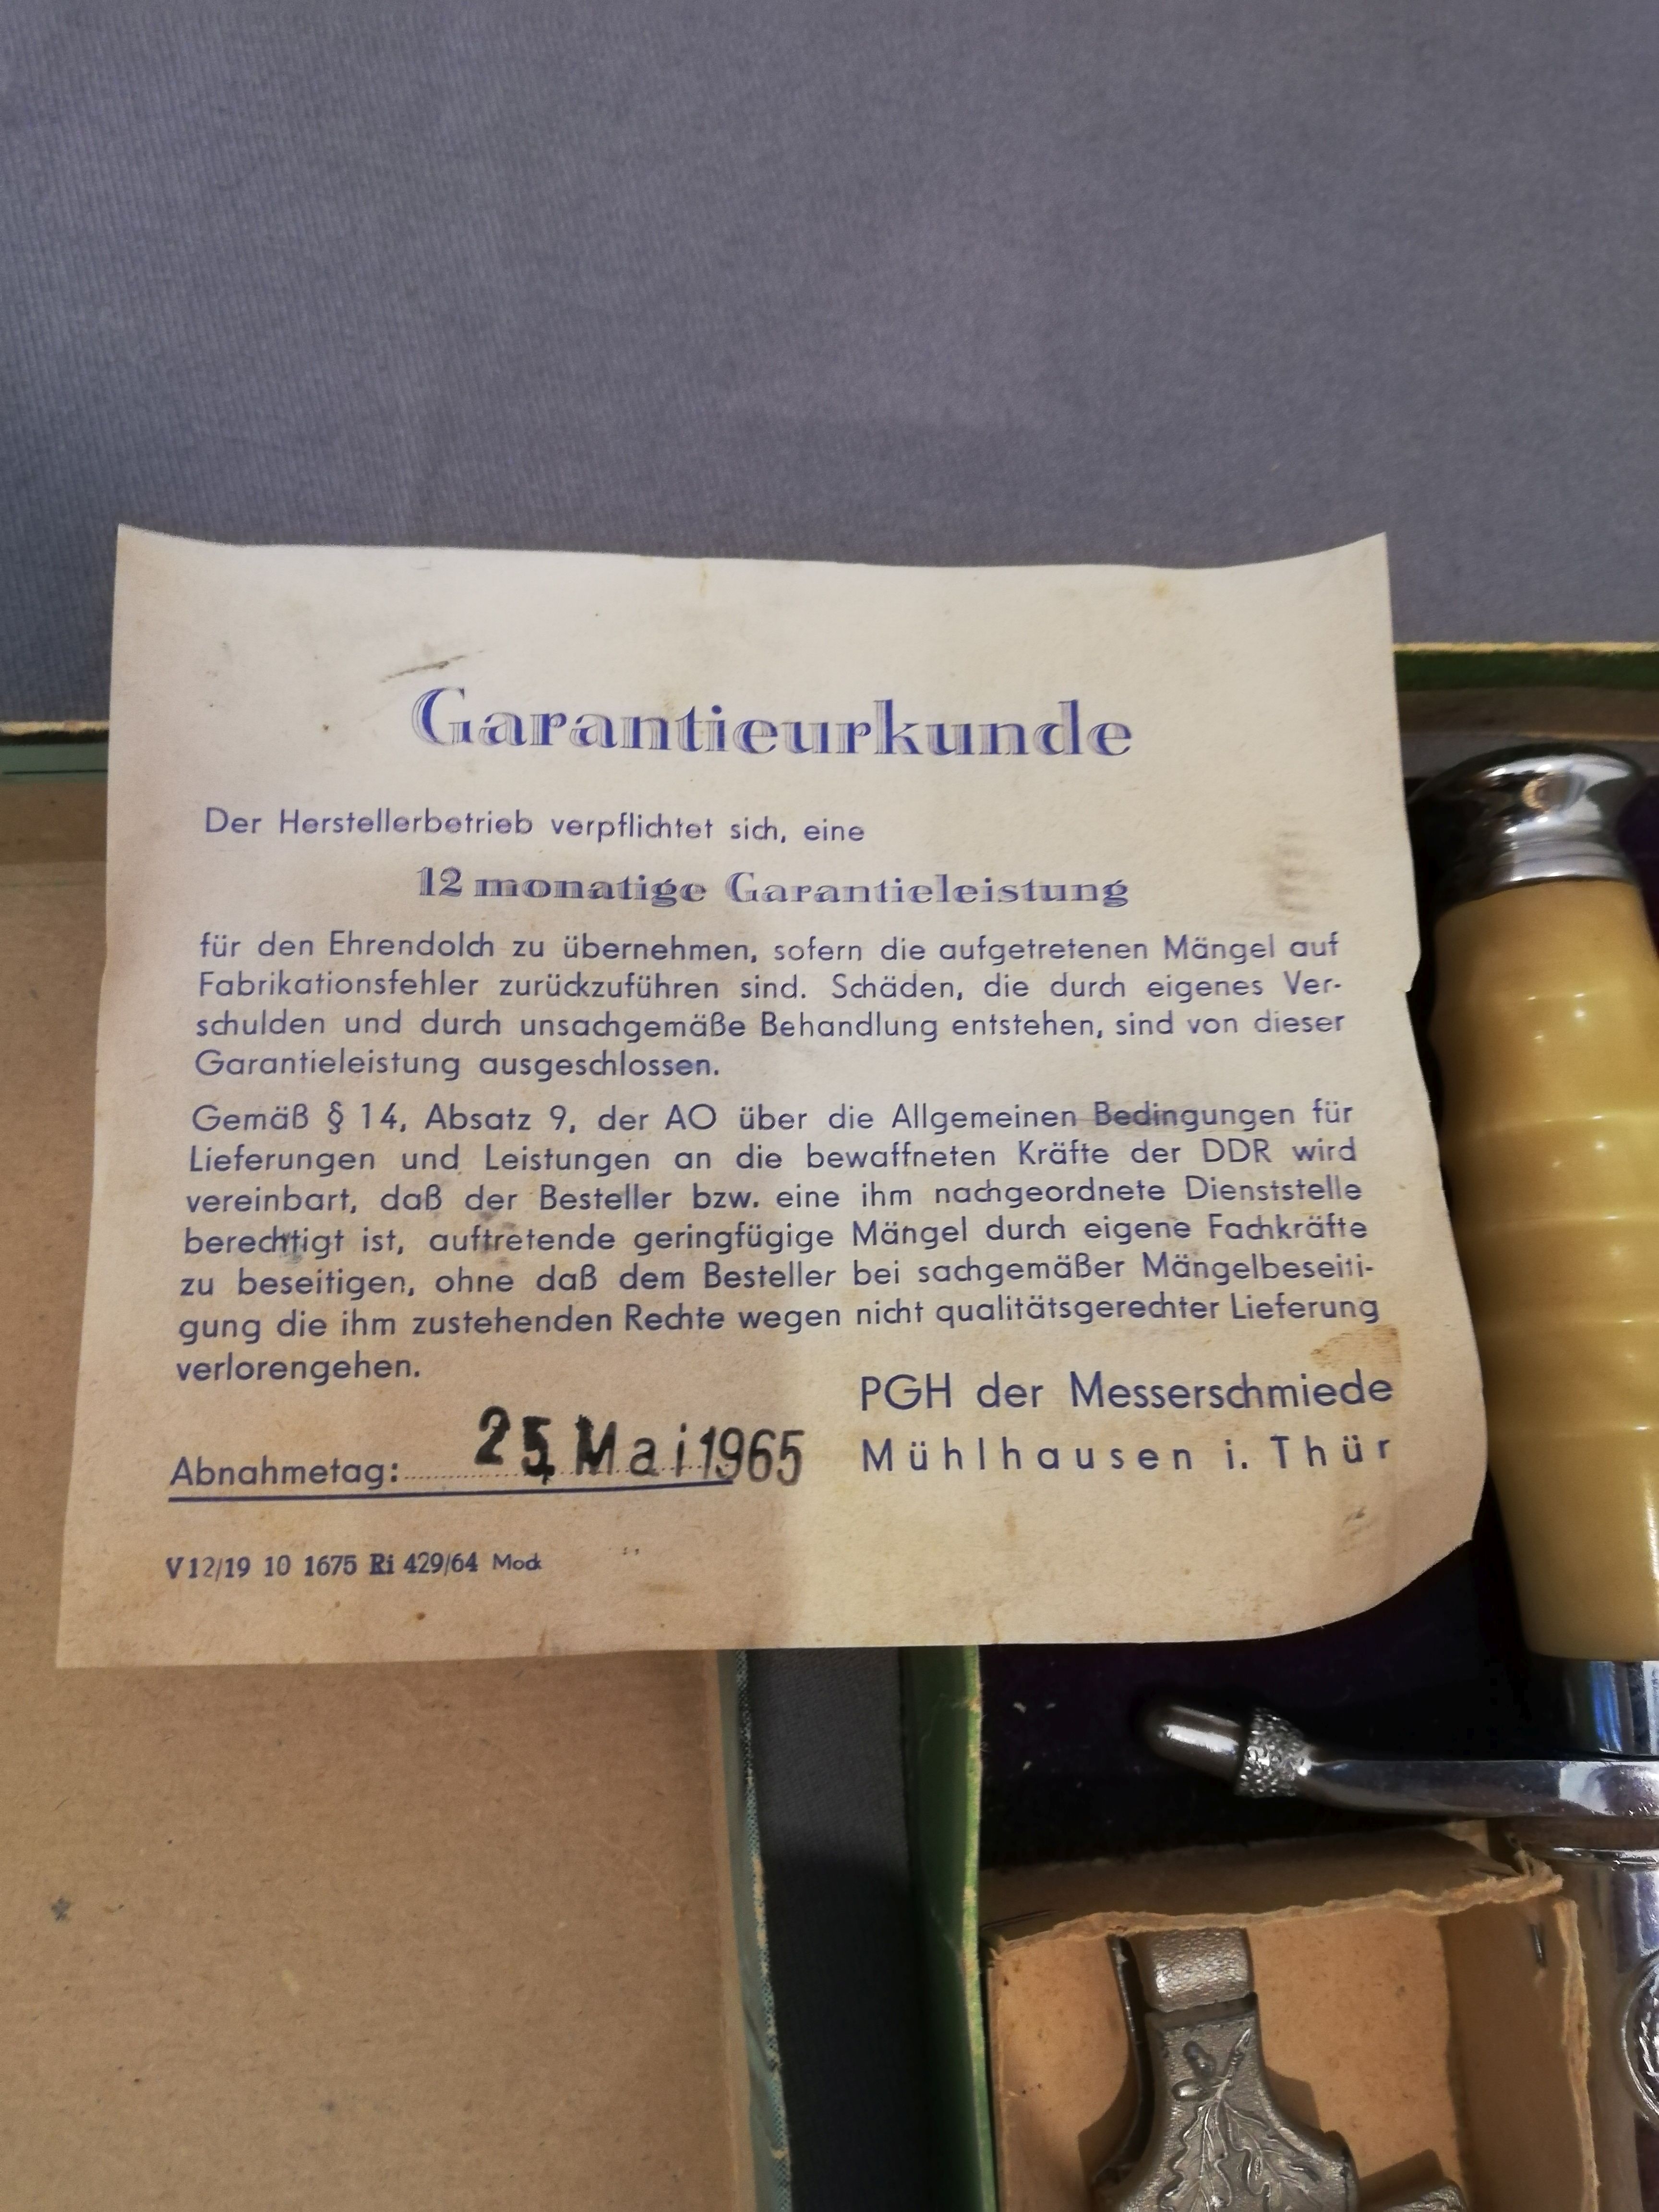 Garantieurkunde
Der Herstellerbetrieb verpflichtet sich, eine
12 monatige Garantieleistung
für den Ehrendolch zu übernehmen, sofern die aufgetretenen Mängel auf
Fabrikationsfehler zurückzuführen sind. Schäden, die durch eigenes Ver-
schulden und durch unsachgemäße Behandlung entstehen, sind von dieser
Garantieleistung ausgeschlossen.
Gemäß § 14, Absatz 9, der AO über die Allgemeinen Bedingungen für
Lieferungen und Leistungen an die bewaffneten Kräfte der DDR wird
vereinbart, daß der Besteller bzw. eine ihm nachgeordnete Dienststelle
berechtigt ist, auftretende geringfügige Mängel durch eigene Fachkräfte
zu beseitigen, ohne daß dem Besteller bei sachgemäßer Mängelbeseiti-
gung die ihm zustehenden Rechte wegen nicht qualitätsgerechter Lieferung
verlorengehen.
PGH der Messerschmiede
Mühlhausen i. Thür
Abnahmetag: 25. Mai 1965
V 12/19 10 1675 Ri 429/64 Mock